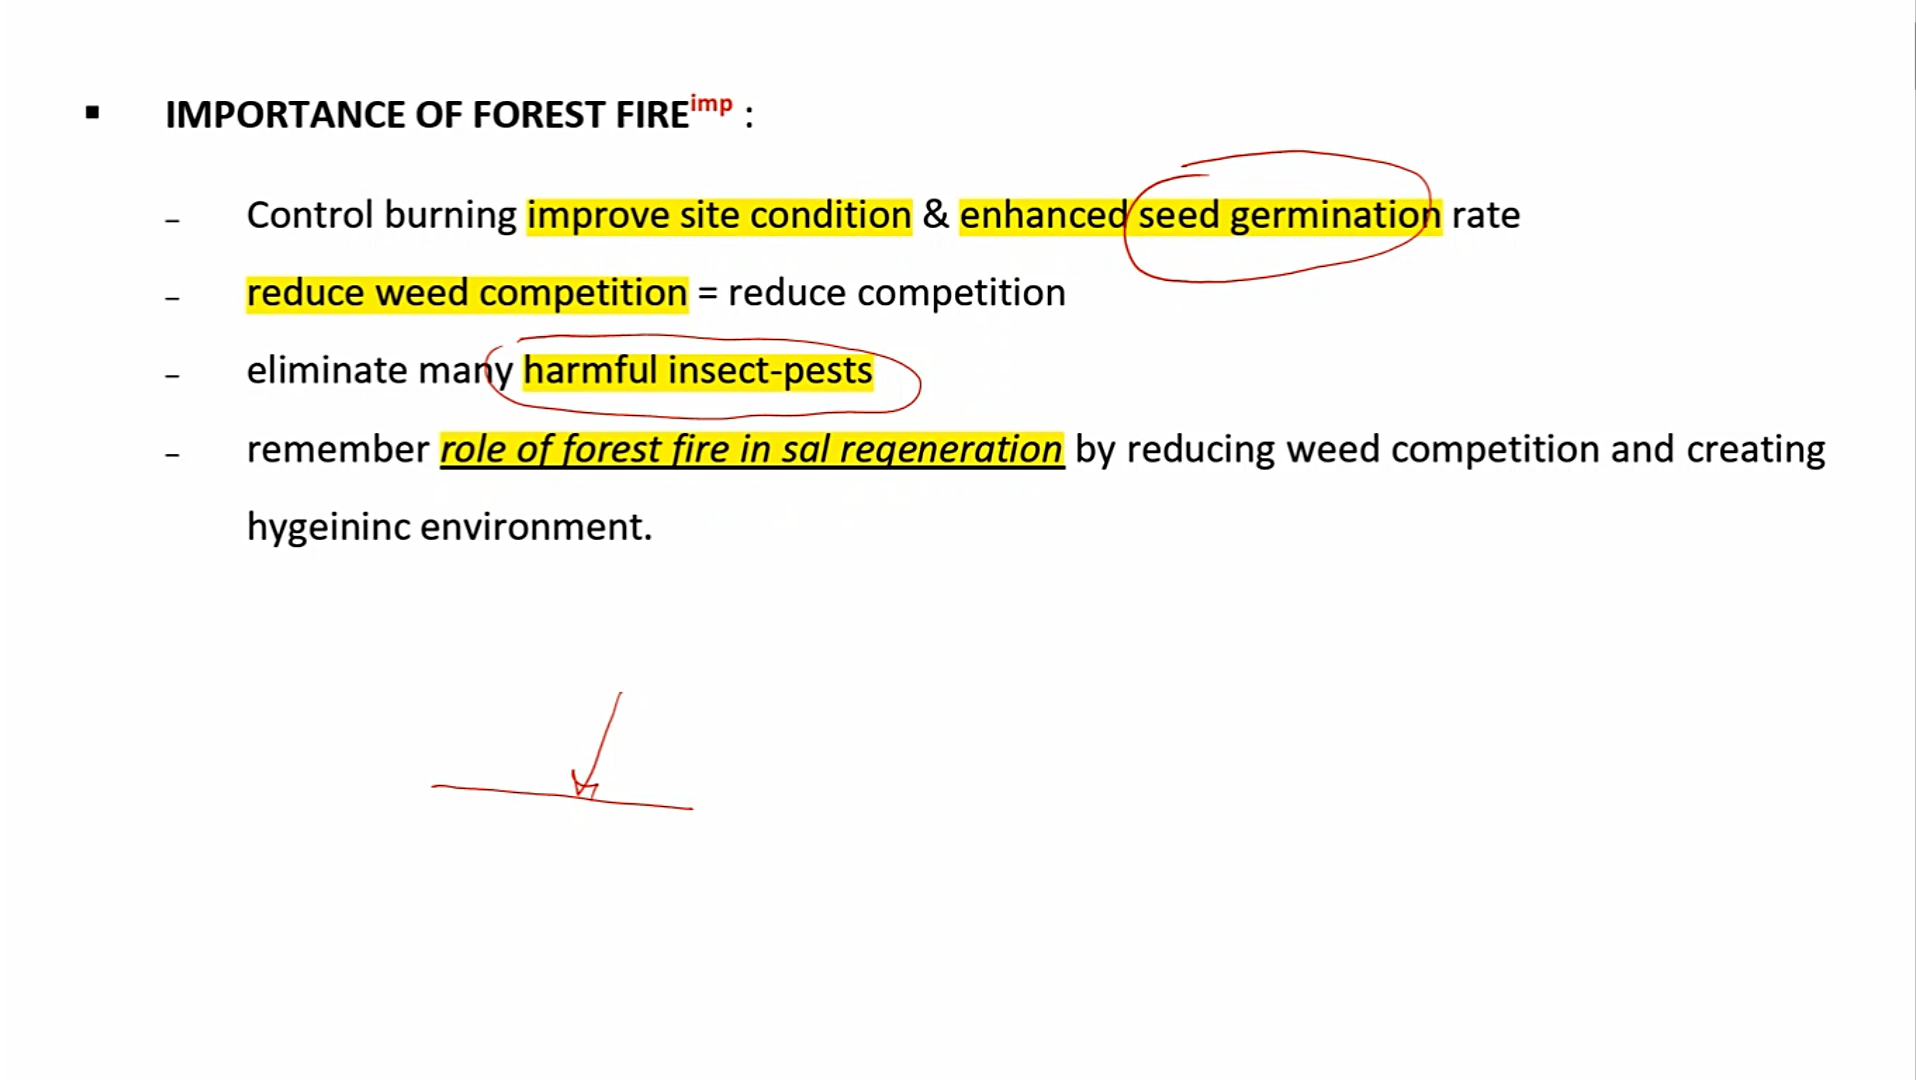 ▪ IMPORTANCE OF FOREST FIREimp :
– Control burning improve site condition & enhanced seed germination rate
– reduce weed competition = reduce competition
– eliminate many harmful insect-pests
– remember role of forest fire in sal regeneration by reducing weed competition and creating
hygeininc environment.